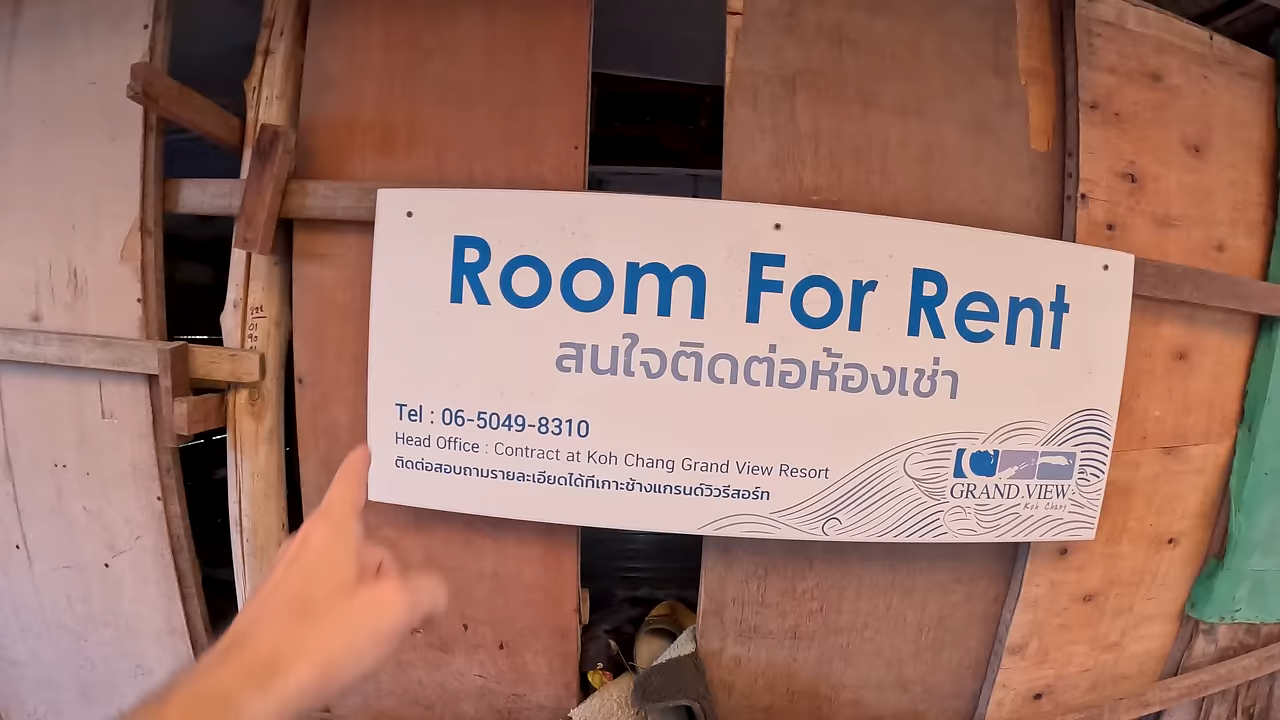 Room For Rent
สนใจติดต่อห้องเช่า
Tel : 06-5049-8310
Head Office : Contract at Koh Chang Grand View Resort
ติดต่อสอบถามรายละเอียดได้ที่เกาะช้างแกรนด์วิวรีสอร์ท
GRAND VIEW
Koh Chang